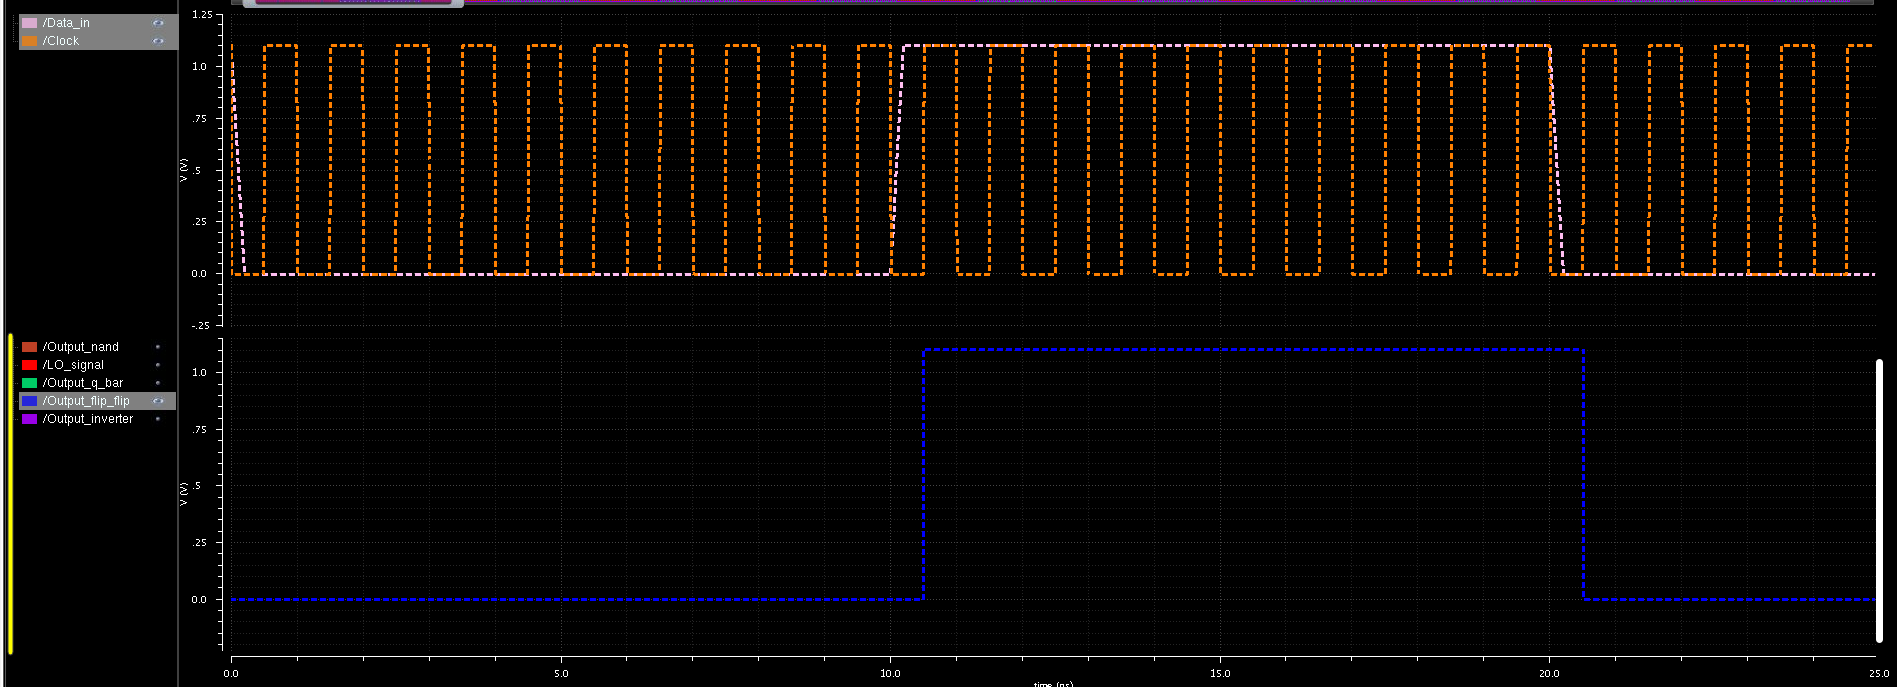 /Data_in
/Clock
1.25
1.0
.75
.5
.25
0.0
-.25
V (V)
/Output_nand
/LO_signal
/Output_q_bar
/Output_flip_flip
/Output_inverter
1.0
.75
.5
.25
0.0
V (V)
0.0 5.0 10.0 15.0 20.0 25.0
time (ns)